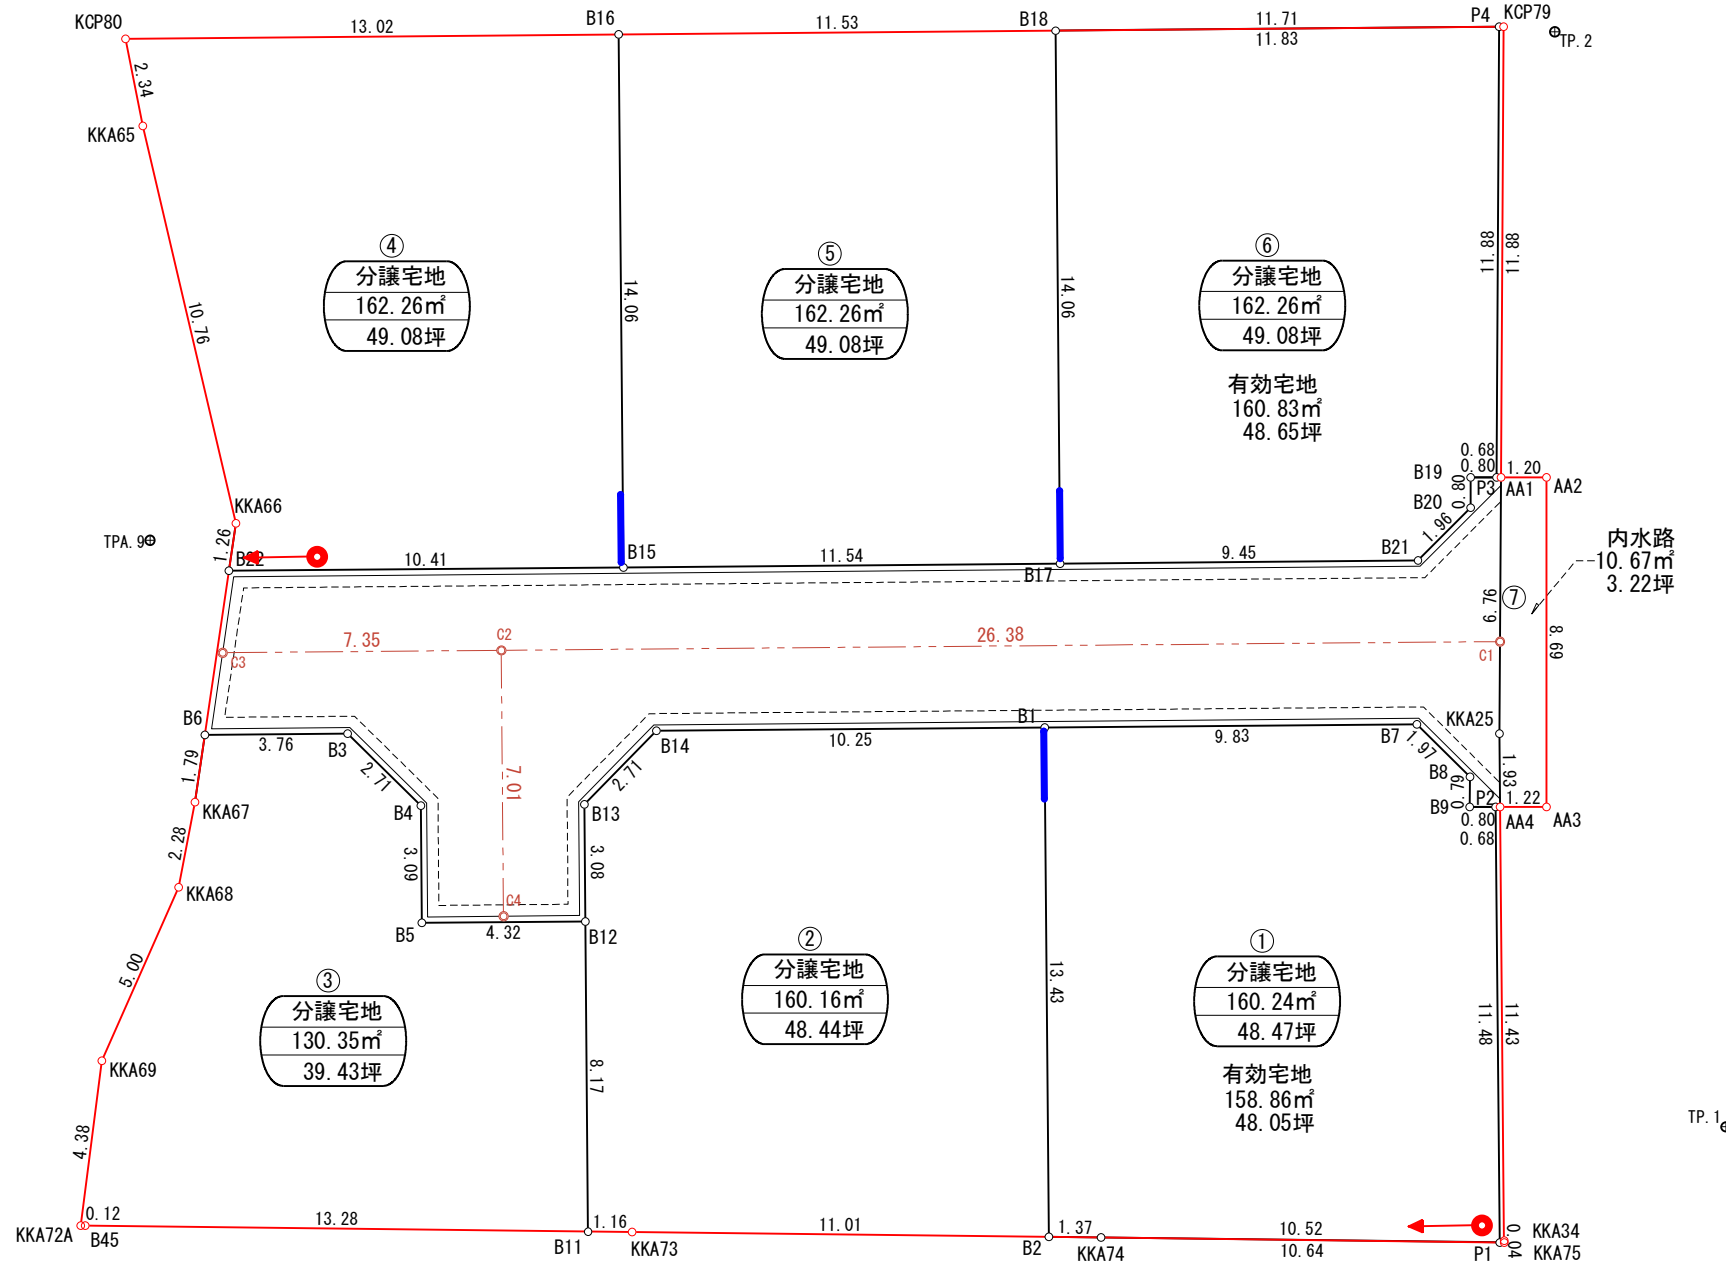 KCP80
13.02
B16
11.53
B18
11.71
11.83
P4
KCP79
TP.2
2.34
KKA65
10.76
14.06
14.06
11.88
11.88
④
分譲宅地
162.26㎡
49.08坪
⑤
分譲宅地
162.26㎡
49.08坪
⑥
分譲宅地
162.26㎡
49.08坪
有効宅地
160.83㎡
48.65坪
KKA66
TPA.9
1.26
B22
10.41
B15
11.54
B17
9.45
B21
1.96
B20
0.80
B19
0.68
0.80
P3
AA1
1.20
AA2
内水路
10.67㎡
3.22坪
⑦
9.76
8.69
C3
7.35
C2
26.38
C1
7.01
C4
B6
3.76
B3
2.71
B4
3.09
B5
4.32
B12
3.08
B13
2.71
B14
10.25
B1
9.83
B7
1.97
B8
0.79
B9
KKA25
1.93
P2
0.80
0.68
1.22
AA4
AA3
1.79
KKA67
2.28
KKA68
5.00
KKA69
4.38
③
分譲宅地
130.35㎡
39.43坪
②
分譲宅地
160.16㎡
48.44坪
①
分譲宅地
160.24㎡
48.47坪
有効宅地
158.86㎡
48.05坪
8.17
13.43
11.48
11.43
TP.1
KKA72A
0.12
B45
13.28
B11
1.16
KKA73
11.01
B2
1.37
KKA74
10.52
10.64
P1
0.04
KKA34
KKA75